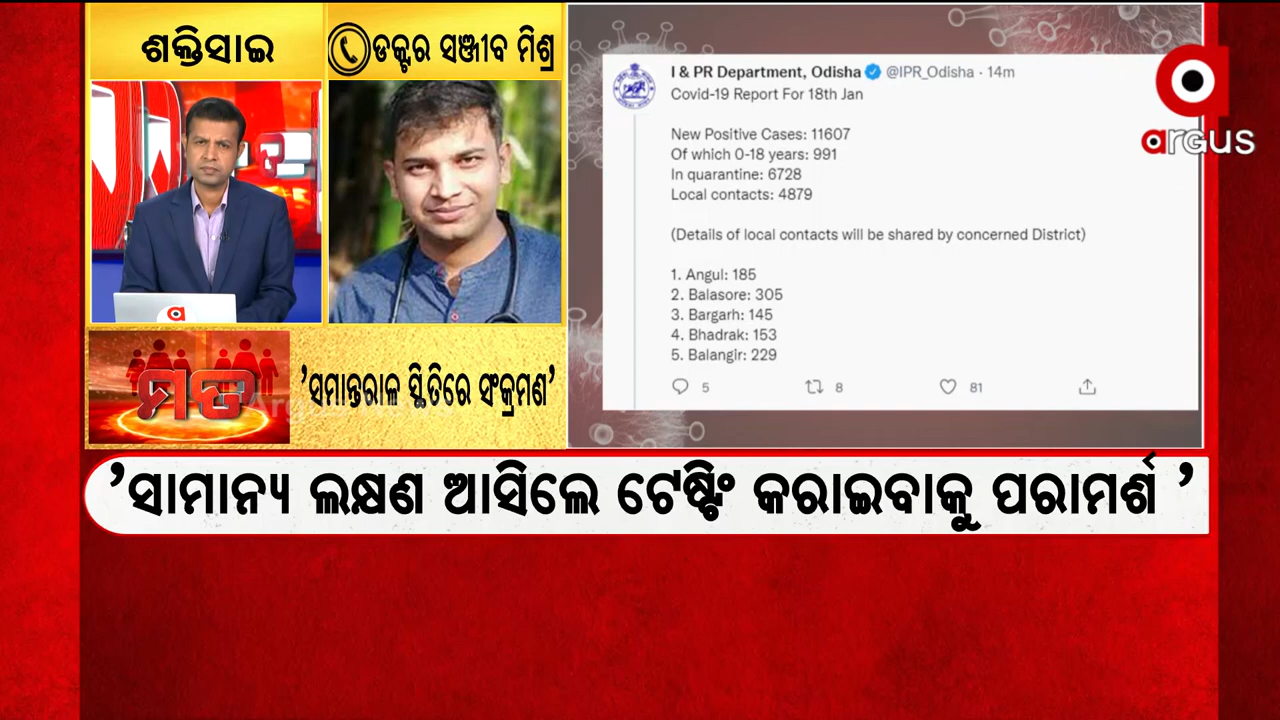 ଶକ୍ତିସାଇ
ଡକ୍ଟର ସଞ୍ଜୀବ ମିଶ୍ର
I & PR Department, Odisha @IPR_Odisha · 14m
Covid-19 Report For 18th Jan
New Positive Cases: 11607
Of which 0-18 years: 991
In quarantine: 6728
Local contacts: 4879
(Details of local contacts will be shared by concerned District)
1. Angul: 185
2. Balasore: 305
3. Bargarh: 145
4. Bhadrak: 153
5. Balangir: 229
5 8 81
argus
ମତ
’ସମାନ୍ତରାଳ ସ୍ଥିତିରେ ସଂକ୍ରମଣ’
’ସାମାନ୍ୟ ଲକ୍ଷଣ ଆସିଲେ ଟେଷ୍ଟିଂ କରାଇବାକୁ ପରାମର୍ଶ ’